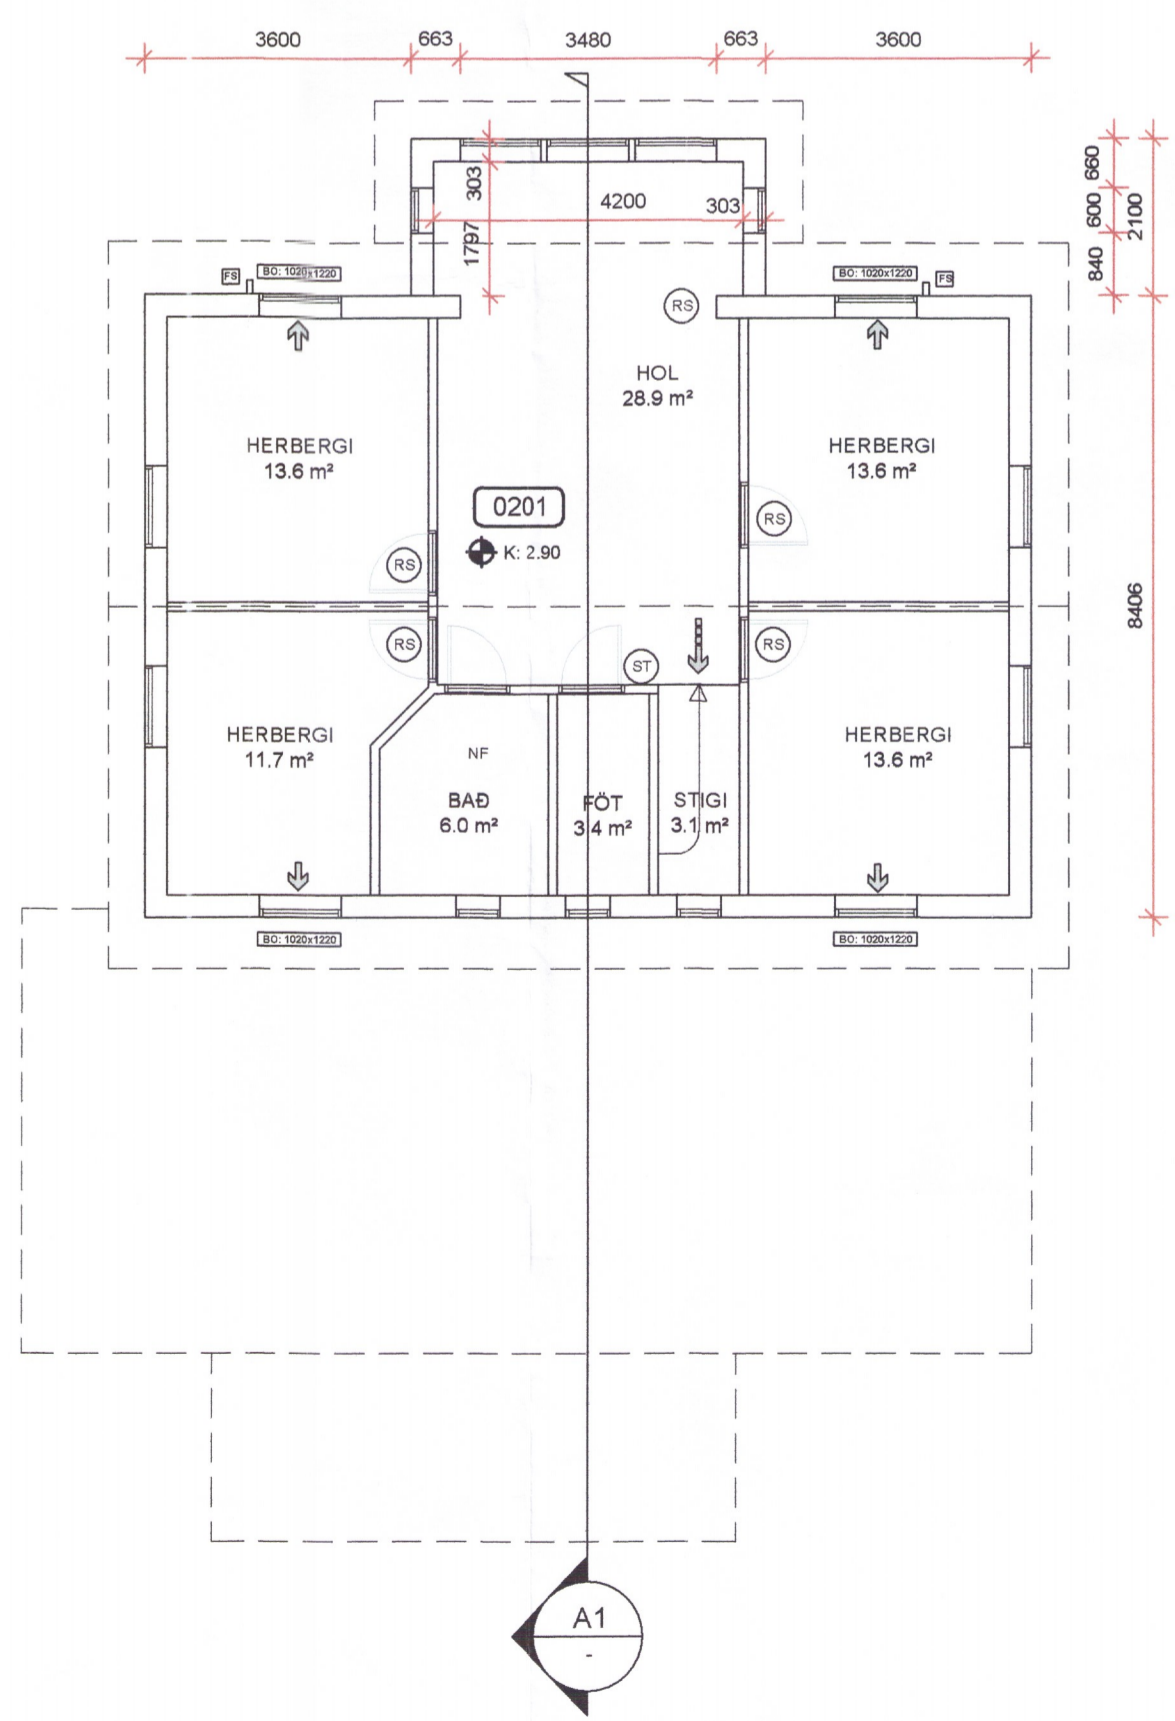 3600 663 3480 663 3600
303
4200
303
1797
660
600
840
2100
FS
BO: 1020x1220
BO: 1020x1220
FS
RS
HOL
28.9 m²
HERBERGI
13.6 m²
HERBERGI
13.6 m²
0201
K: 2.90
RS
RS
8406
RS
RS
ST
HERBERGI
11.7 m²
NF
BAÐ
6.0 m²
FÖT
3.4 m²
STIGI
3.1 m²
HERBERGI
13.6 m²
BO: 1020x1220
BO: 1020x1220
A1
-